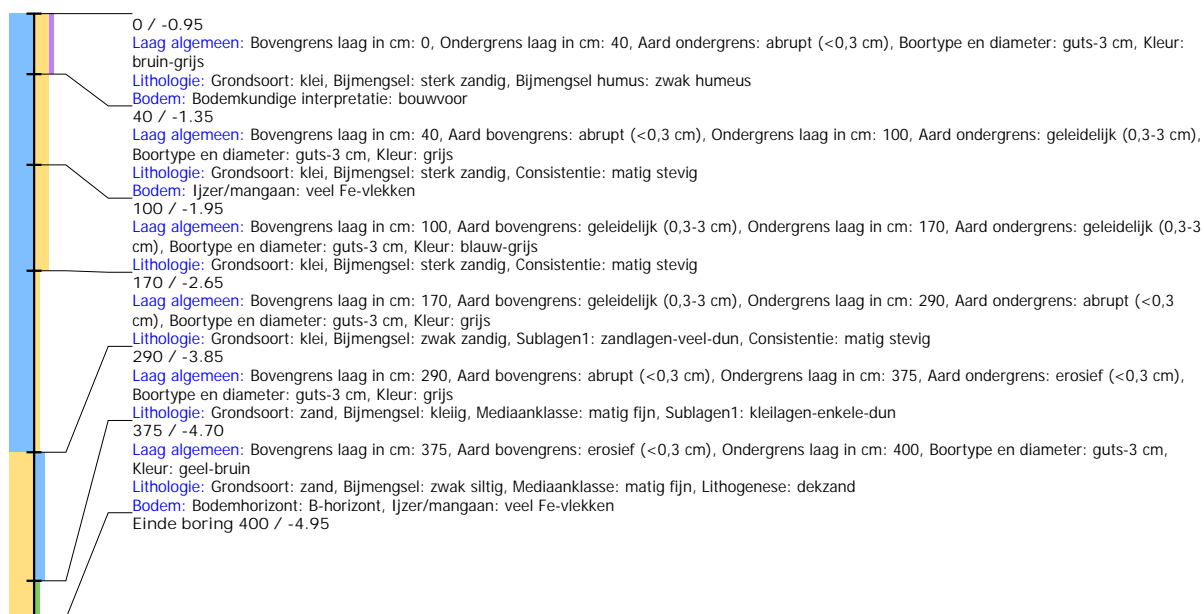 0 / -0.95
Laag algemeen: Bovengrens laag in cm: 0, Ondergrens laag in cm: 40, Aard ondergrens: abrupt (<0,3 cm), Boortype en diameter: guts-3 cm, Kleur:
bruin-grijs
Lithologie: Grondsoort: klei, Bijmengsel: sterk zandig, Bijmengsel humus: zwak humeus
Bodem: Bodemkundige interpretatie: bouwvoor
40 / -1.35
Laag algemeen: Bovengrens laag in cm: 40, Aard bovengrens: abrupt (<0,3 cm), Ondergrens laag in cm: 100, Aard ondergrens: geleidelijk (0,3-3 cm),
Boortype en diameter: guts-3 cm, Kleur: grijs
Lithologie: Grondsoort: klei, Bijmengsel: sterk zandig, Consistentie: matig stevig
Bodem: Ijzer/mangaan: veel Fe-vlekken
100 / -1.95
Laag algemeen: Bovengrens laag in cm: 100, Aard bovengrens: geleidelijk (0,3-3 cm), Ondergrens laag in cm: 170, Aard ondergrens: geleidelijk (0,3-3
cm), Boortype en diameter: guts-3 cm, Kleur: blauw-grijs
Lithologie: Grondsoort: klei, Bijmengsel: sterk zandig, Consistentie: matig stevig
170 / -2.65
Laag algemeen: Bovengrens laag in cm: 170, Aard bovengrens: geleidelijk (0,3-3 cm), Ondergrens laag in cm: 290, Aard ondergrens: abrupt (<0,3
cm), Boortype en diameter: guts-3 cm, Kleur: grijs
Lithologie: Grondsoort: klei, Bijmengsel: zwak zandig, Sublagen1: zandlagen-veel-dun, Consistentie: matig stevig
290 / -3.85
Laag algemeen: Bovengrens laag in cm: 290, Aard bovengrens: abrupt (<0,3 cm), Ondergrens laag in cm: 375, Aard ondergrens: erosief (<0,3 cm),
Boortype en diameter: guts-3 cm, Kleur: grijs
Lithologie: Grondsoort: zand, Bijmengsel: kleiig, Mediaanklasse: matig fijn, Sublagen1: kleilagen-enkele-dun
375 / -4.70
Laag algemeen: Bovengrens laag in cm: 375, Aard bovengrens: erosief (<0,3 cm), Ondergrens laag in cm: 400, Boortype en diameter: guts-3 cm,
Kleur: geel-bruin
Lithologie: Grondsoort: zand, Bijmengsel: zwak siltig, Mediaanklasse: matig fijn, Lithogenese: dekzand
Bodem: Bodemhorizont: B-horizont, Ijzer/mangaan: veel Fe-vlekken
Einde boring 400 / -4.95